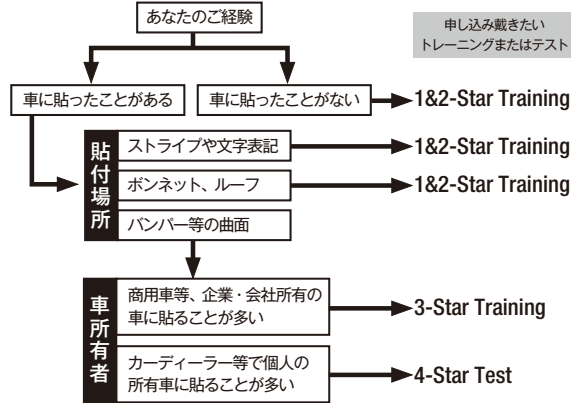 あなたのご経験
申し込み戴きたい
トレーニングまたはテスト
車に貼ったことがある
車に貼ったことがない
1&2-Star Training
貼付場所
ストライプや文字表記
1&2-Star Training
ボンネット、ルーフ
1&2-Star Training
バンパー等の曲面
車所有者
商用車等、企業・会社所有の
車に貼ることが多い
3-Star Training
カーディーラー等で個人の
所有車に貼ることが多い
4-Star Test